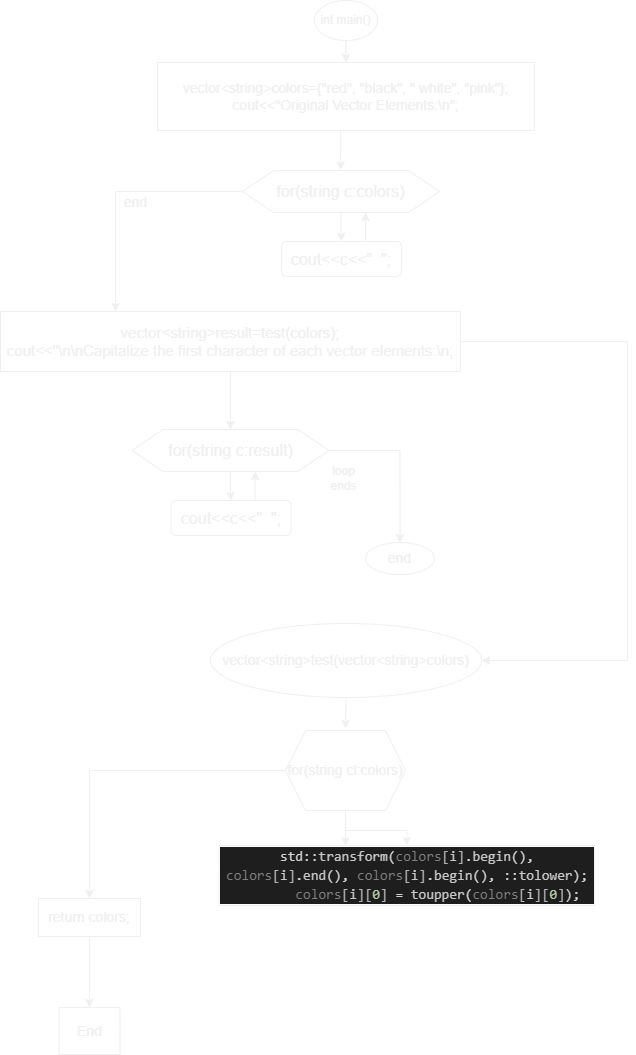 int main()
vector<string>colors={"red", "black", " white", "pink"};
cout<<"Original Vector Elements:\n";
for(string c:colors)
end
cout<<c<<"  ";
vector<string>result=test(colors);
cout<<"\n\nCapitalize the first character of each vector elements:\n;
for(string c:result)
loop
ends
cout<<c<<"  ";
end
vector<string>test(vector<string>colors)
for(string cl:colors)
std::transform(colors[i].begin(),
colors[i].end(), colors[i].begin(), ::tolower);
colors[i][0] = toupper(colors[i][0]);
return colors;
End